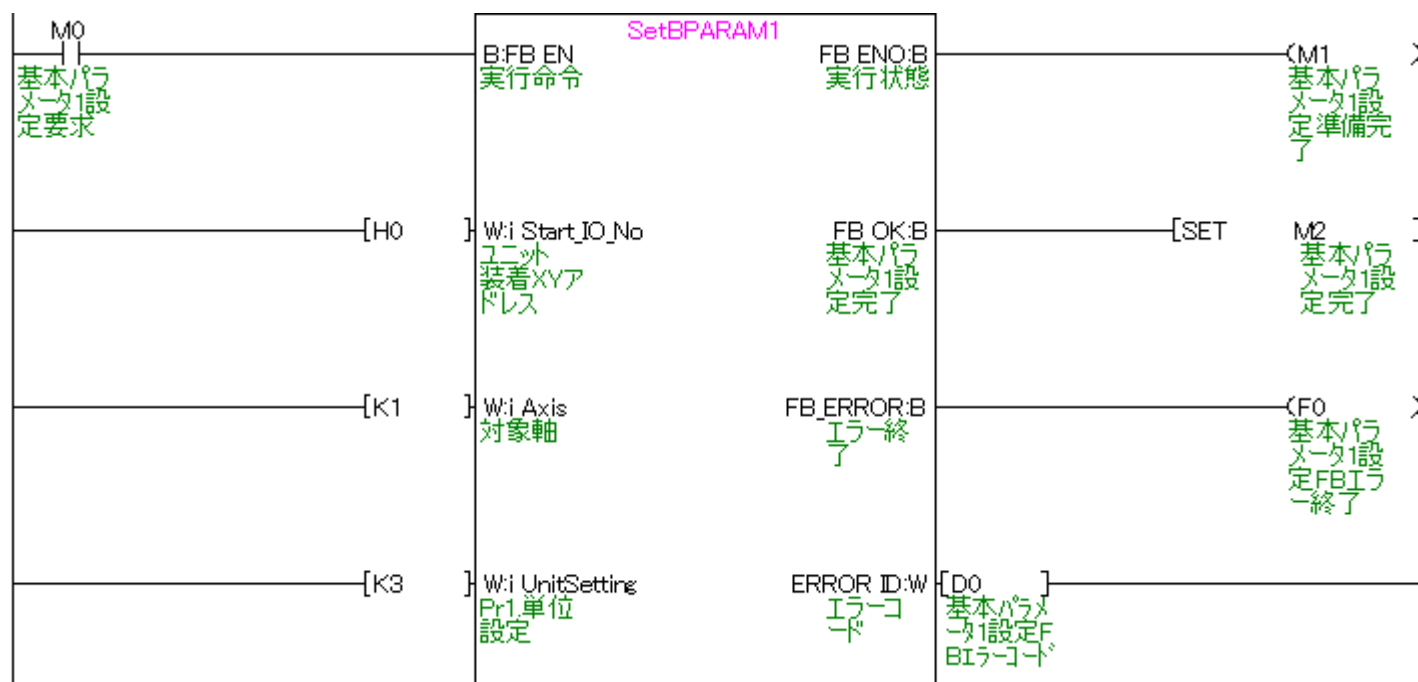 SetBPARAM1
M0
基本パラ
メータ1設
定要求
B:FB EN
実行命令
FB ENO:B
実行状態
(M1 )
基本パラ
メータ1設
定準備完
了
[H0 ]
W:i Start_IO_No
ユニット
装着XYア
ドレス
FB OK:B
基本パラ
メータ1設
定完了
[SET M2 ]
基本パラ
メータ1設
定完了
[K1 ]
W:i Axis
対象軸
FB_ERROR:B
エラー終
了
(F0 )
基本パラ
メータ1設
定FBエラ
ー終了
[K3 ]
W:i UnitSetting
Pr1.単位
設定
ERROR ID:W
エラーコ
ード
[D0 ]
基本パラメ
ータ1設定F
Bエラーコード